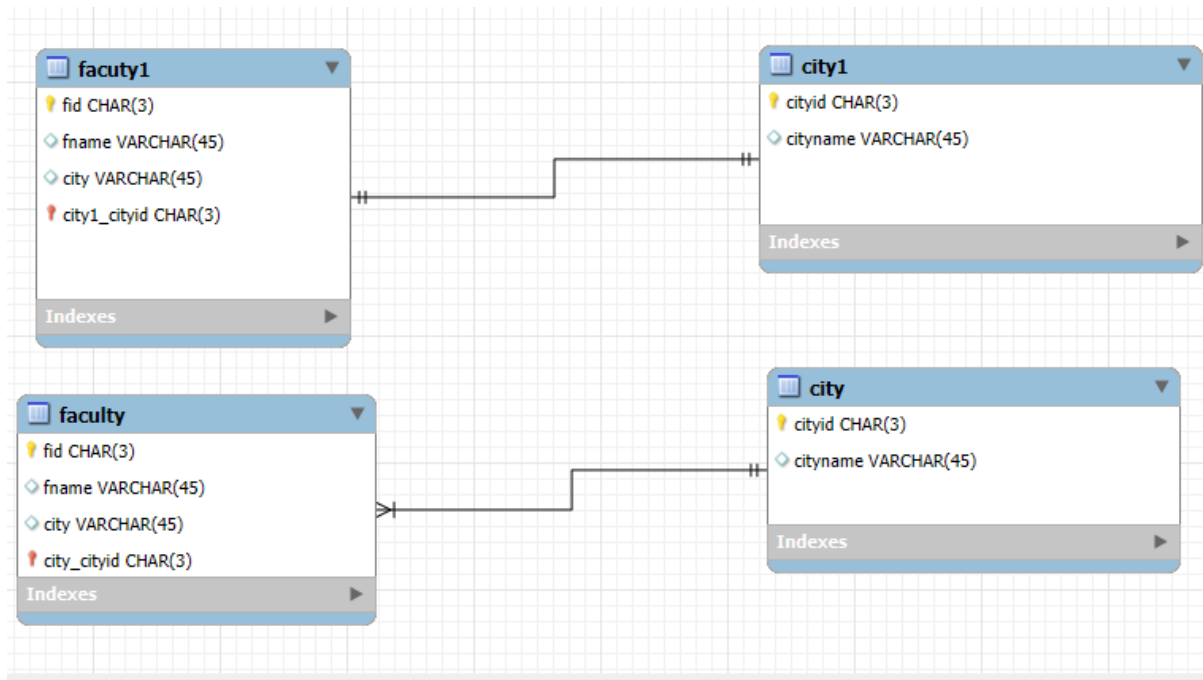 facuty1
fid CHAR(3)
fname VARCHAR(45)
city VARCHAR(45)
city1_cityid CHAR(3)
Indexes
city1
cityid CHAR(3)
cityname VARCHAR(45)
Indexes
faculty
fid CHAR(3)
fname VARCHAR(45)
city VARCHAR(45)
city_cityid CHAR(3)
Indexes
city
cityid CHAR(3)
cityname VARCHAR(45)
Indexes